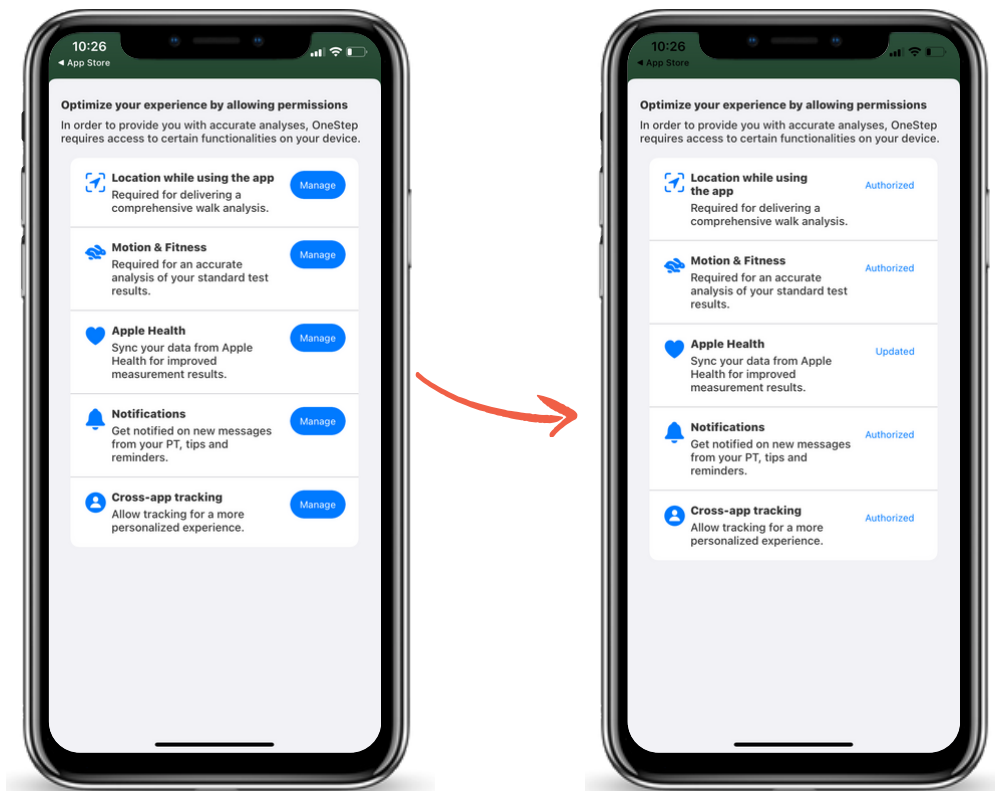 10:26
◄ App Store
Optimize your experience by allowing permissions
In order to provide you with accurate analyses, OneStep
requires access to certain functionalities on your device.
Location while using the app
Required for delivering a
comprehensive walk analysis.
Manage
Motion & Fitness
Required for an accurate
analysis of your standard test
results.
Manage
Apple Health
Sync your data from Apple
Health for improved
measurement results.
Manage
Notifications
Get notified on new messages
from your PT, tips and
reminders.
Manage
Cross-app tracking
Allow tracking for a more
personalized experience.
Manage
10:26
◄ App Store
Optimize your experience by allowing permissions
In order to provide you with accurate analyses, OneStep
requires access to certain functionalities on your device.
Location while using
the app
Required for delivering a
comprehensive walk analysis.
Authorized
Motion & Fitness
Required for an accurate
analysis of your standard test
results.
Authorized
Apple Health
Sync your data from Apple
Health for improved
measurement results.
Updated
Notifications
Get notified on new messages
from your PT, tips and
reminders.
Authorized
Cross-app tracking
Allow tracking for a more
personalized experience.
Authorized